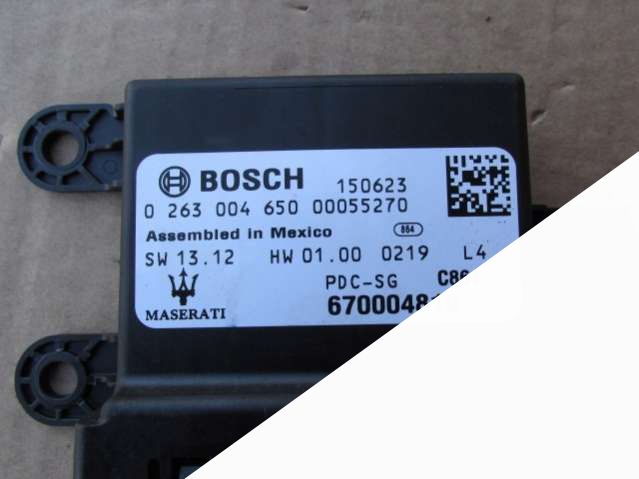 BOSCH 150623
0 263 004 650 00055270
Assembled in Mexico 864
SW 13.12 HW 01.00 0219 L4
PDC-SG
MASERATI